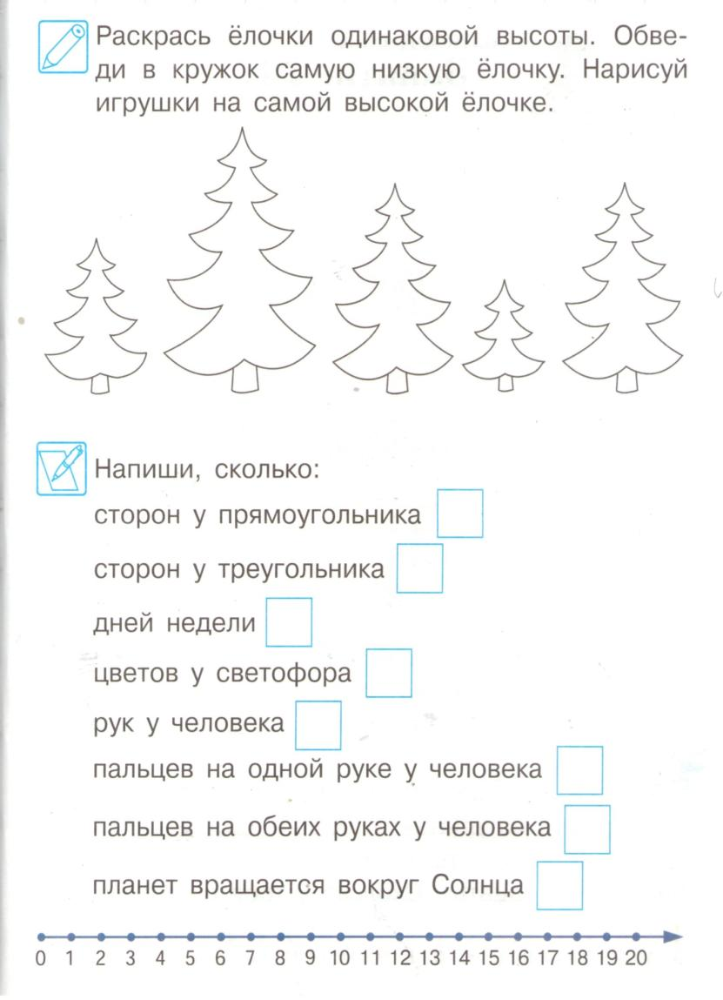 Раскрась ёлочки одинаковой высоты. Обве-
ди в кружок самую низкую ёлочку. Нарисуй
игрушки на самой высокой ёлочке.
Напиши, сколько:
сторон у прямоугольника
сторон у треугольника
дней недели
цветов у светофора
рук у человека
пальцев на одной руке у человека
пальцев на обеих руках у человека
планет вращается вокруг Солнца
0 1 2 3 4 5 6 7 8 9 10 11 12 13 14 15 16 17 18 19 20